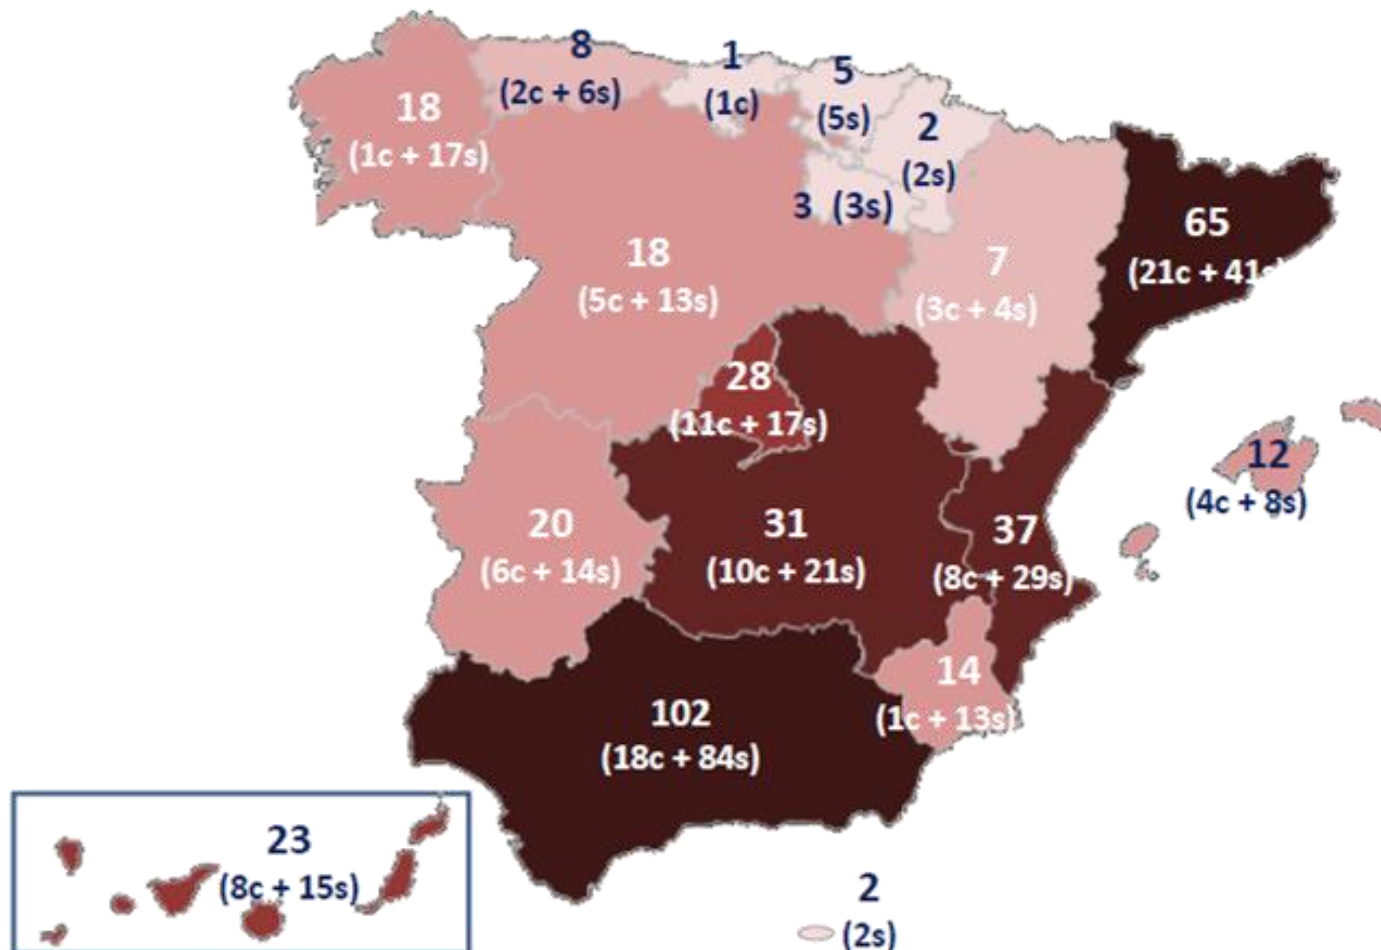 8
(2c + 6s)
1
(1c)
5
(5s)
18
(1c + 17s)
2
(2s)
3 (3s)
65
(21c + 41s)
18
(5c + 13s)
7
(3c + 4s)
28
(11c + 17s)
12
(4c + 8s)
20
(6c + 14s)
31
(10c + 21s)
37
(8c + 29s)
14
(1c + 13s)
102
(18c + 84s)
23
(8c + 15s)
2
(2s)